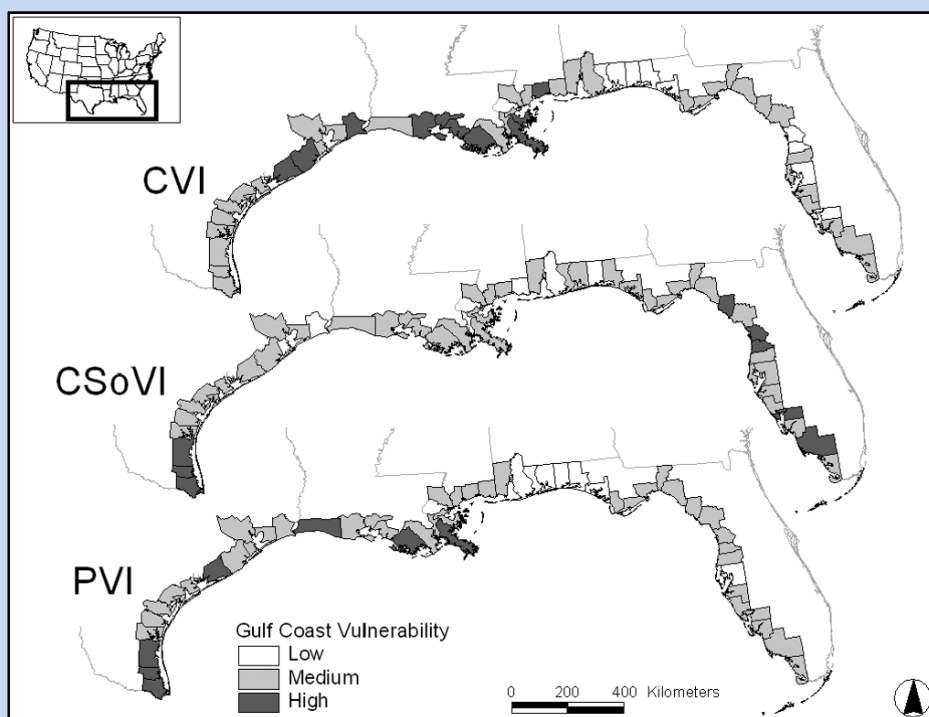 CVI
CSoVI
PVI
Gulf Coast Vulnerability
Low
Medium
High
0 200 400 Kilometers